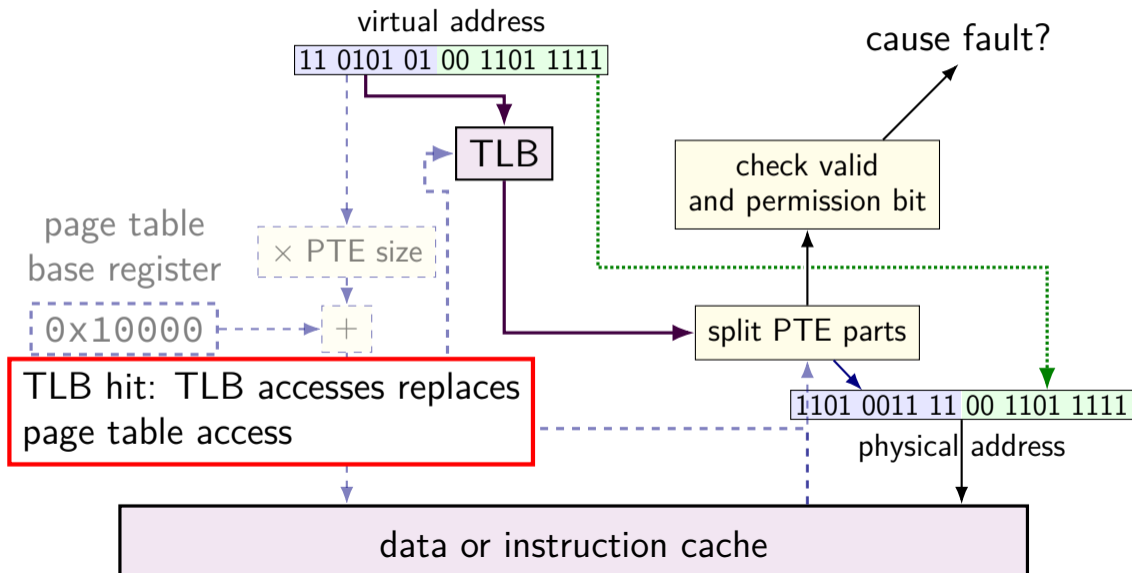 virtual address
11 0101 01 00 1101 1111
cause fault?
TLB
check valid
and permission bit
page table
base register
× PTE size
0x10000
+
split PTE parts
TLB hit: TLB accesses replaces
page table access
1101 0011 11 00 1101 1111
physical address
data or instruction cache